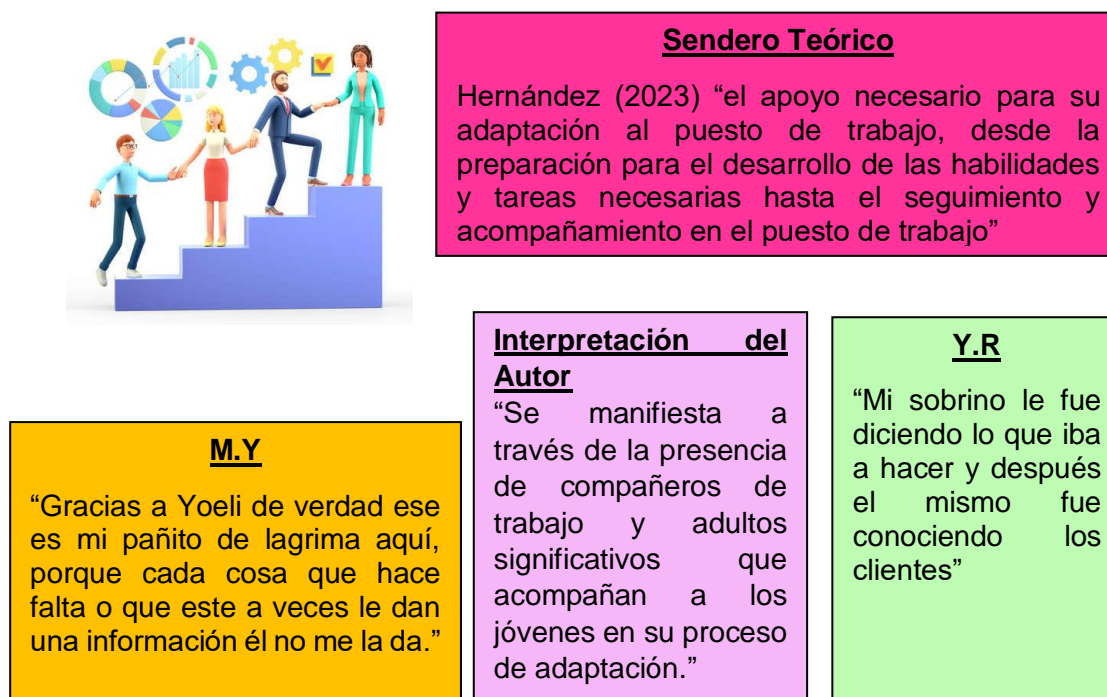 Sendero Teórico
Hernández (2023) “el apoyo necesario para su
adaptación al puesto de trabajo, desde la
preparación para el desarrollo de las habilidades
y tareas necesarias hasta el seguimiento y
acompañamiento en el puesto de trabajo”
M.Y
“Gracias a Yoeli de verdad ese
es mi pañito de lagrima aquí,
porque cada cosa que hace
falta o que este a veces le dan
una información él no me la da.”
Interpretación del
Autor
“Se manifiesta a
través de la presencia
de compañeros de
trabajo y adultos
significativos que
acompañan a los
jóvenes en su proceso
de adaptación.”
Y.R
“Mi sobrino le fue
diciendo lo que iba
a hacer y después
el mismo fue
conociendo los
clientes”